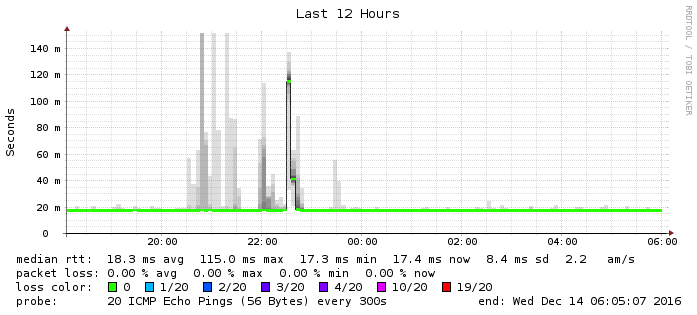 Last 12 Hours
RRDTOOL / TOBI OETIKER
Seconds
140 m
120 m
100 m
80 m
60 m
40 m
20 m
0
20:00 22:00 00:00 02:00 04:00 06:00
median rtt: 18.3 ms avg 115.0 ms max 17.3 ms min 17.4 ms now 8.4 ms sd 2.2 am/s
packet loss: 0.00 % avg 0.00 % max 0.00 % min 0.00 % now
loss color: 0 1/20 2/20 3/20 4/20 10/20 19/20
probe: 20 ICMP Echo Pings (56 Bytes) every 300s end: Wed Dec 14 06:05:07 2016